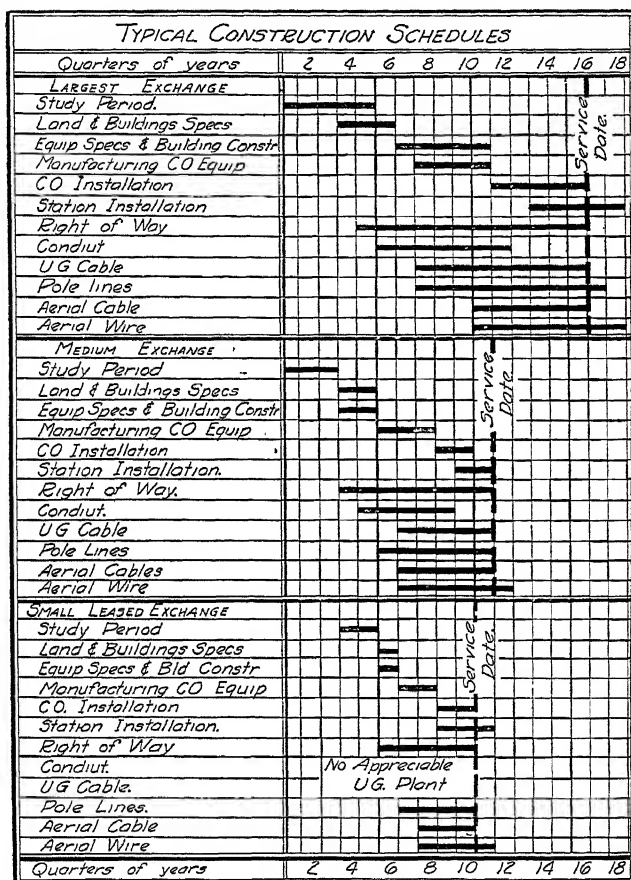 TYPICAL CONSTRUCTION SCHEDULES
Quarters of years 2 4 6 8 10 12 14 16 18
LARGEST EXCHANGE
Study Period.
Land & Buildings Specs
Equip Specs & Building Constr
Manufacturing CO Equip
CO Installation
Station Installation
Right of Way
Condiut
UG Cable
Pole lines
Aerial Cable
Aerial Wire
Service Date.
MEDIUM EXCHANGE
Study Period
Land & Buildings Specs
Equip Specs & Building Constr
Manufacturing CO Equip
CO Installation
Station Installation.
Right of Way.
Condiut.
UG Cable
Pole Lines
Aerial Cables
Aerial Wire
Service Date.
SMALL LEASED EXCHANGE
Study Period
Land & Buildings Specs
Equip Specs & Bld Constr
Manufacturing CO Equip
CO. Installation
Station Installation.
Right of Way
Condiut.
UG Cable.
Pole Lines.
Aerial Cable
Aerial Wire
No Appreciable
UG. Plant
Service Date.
Quarters of years 2 4 6 8 10 12 14 16 18